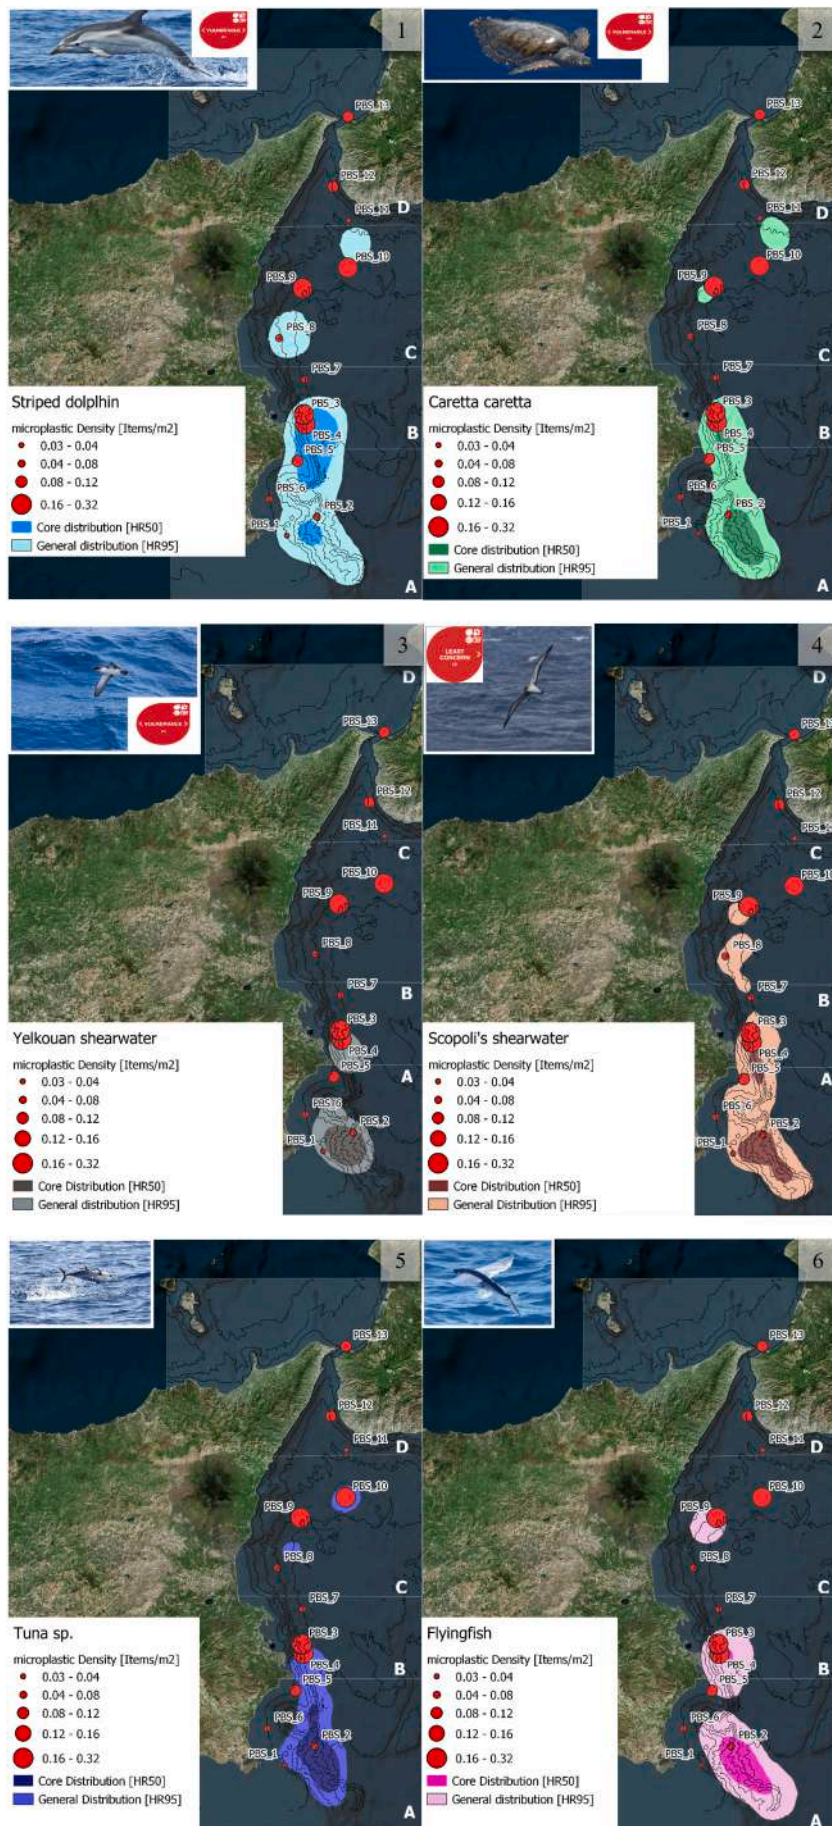 VULNERABLE
1
PBS_13
PBS_12
PBS_11
D
PBS_10
PBS_9
PBS_8
C
PBS_7
PBS_3
PBS_4
B
PBS_5
PBS_6
PBS_2
PBS_1
A
Striped dolplhin
microplastic Density [Items/m2]
0.03 - 0.04
0.04 - 0.08
0.08 - 0.12
0.16 - 0.32
Core distribution [HR50]
General distribution [HR95]
VULNERABLE
2
PBS_13
PBS_12
PBS_11
D
PBS_10
PBS_9
PBS_8
C
PBS_7
PBS_3
PBS_4
B
PBS_5
PBS_6
PBS_2
PBS_1
A
Caretta caretta
microplastic Density [Items/m2]
0.03 - 0.04
0.04 - 0.08
0.08 - 0.12
0.12 - 0.16
0.16 - 0.32
Core distribution [HR50]
General distribution [HR95]
VULNERABLE
3
D
PBS_13
PBS_12
PBS_11
C
PBS_10
PBS_9
PBS_8
B
PBS_7
PBS_3
PBS_4
A
PBS_5
PBS_6
PBS_2
PBS_1
Yelkouan shearwater
microplastic Density [Items/m2]
0.03 - 0.04
0.04 - 0.08
0.08 - 0.12
0.12 - 0.16
0.16 - 0.32
Core Distribution [HR50]
General distribution [HR95]
LEAST
CONCERN
4
D
PBS_12
C
PBS_9
PBS_8
B
PBS_7
PBS_3
PBS_4
A
PBS_5
PBS_6
PBS_2
PBS_1
Scopoli's shearwater
microplastic Density [Items/m2]
0.03 - 0.04
0.04 - 0.08
0.08 - 0.12
0.12 - 0.16
0.16 - 0.32
Core Distribution [HR50]
General Distribution [HR95]
5
PBS_13
PBS_12
PBS_11
D
PBS_10
PBS_9
PBS_8
C
PBS_7
PBS_3
PBS_4
B
PBS_5
PBS_6
PBS_2
PBS_1
A
Tuna sp.
microplastic Density [Items/m2]
0.03 - 0.04
0.04 - 0.08
0.08 - 0.12
0.12 - 0.16
0.16 - 0.32
Core Distribution [HR50]
General Distribution [HR95]
6
PBS_13
PBS_12
PBS_11
D
PBS_10
PBS_9
PBS_8
C
PBS_7
PBS_3
PBS_4
B
PBS_5
PBS_6
PBS_2
PBS_1
A
Flyingfish
microplastic Density [Items/m2]
0.03 - 0.04
0.04 - 0.08
0.08 - 0.12
0.12 - 0.16
0.16 - 0.32
Core Distribution [HR50]
General distribution [HR95]